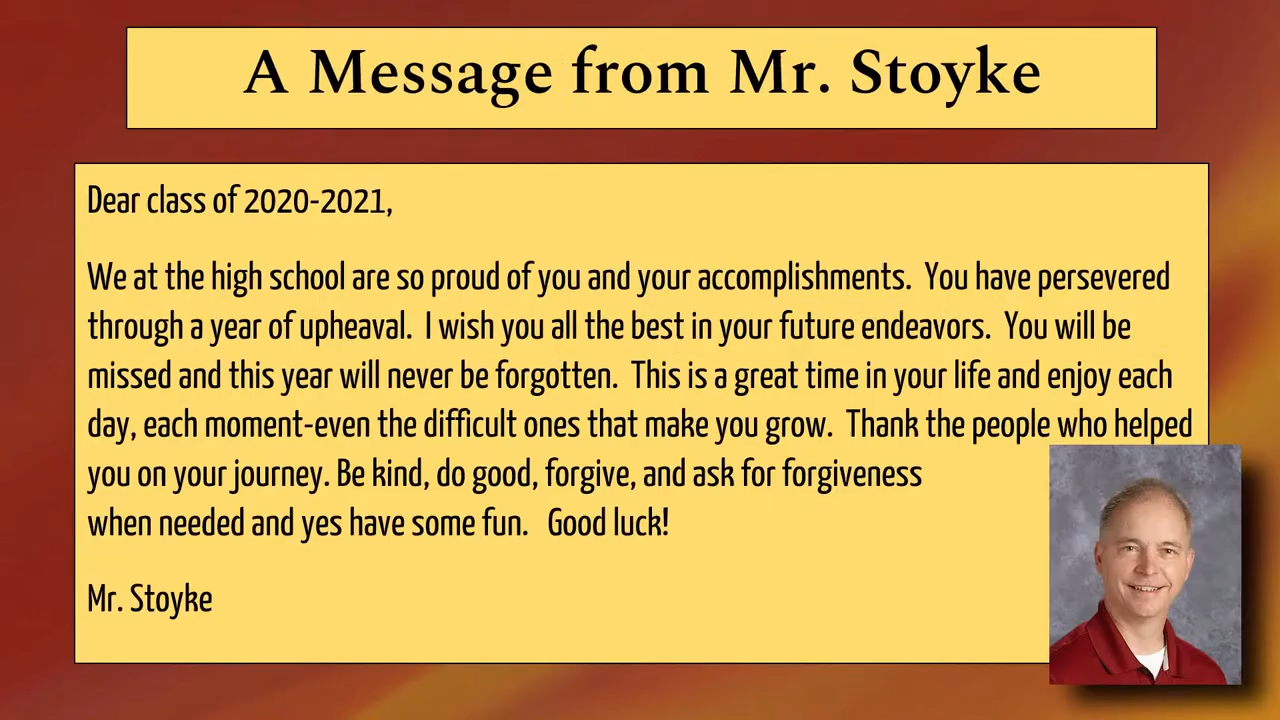 A Message from Mr. Stoyke
Dear class of 2020-2021,
We at the high school are so proud of you and your accomplishments.  You have persevered
through a year of upheaval.  I wish you all the best in your future endeavors.  You will be
missed and this year will never be forgotten.  This is a great time in your life and enjoy each
day, each moment-even the difficult ones that make you grow.  Thank the people who helped
you on your journey. Be kind, do good, forgive, and ask for forgiveness
when needed and yes have some fun.   Good luck!
Mr. Stoyke